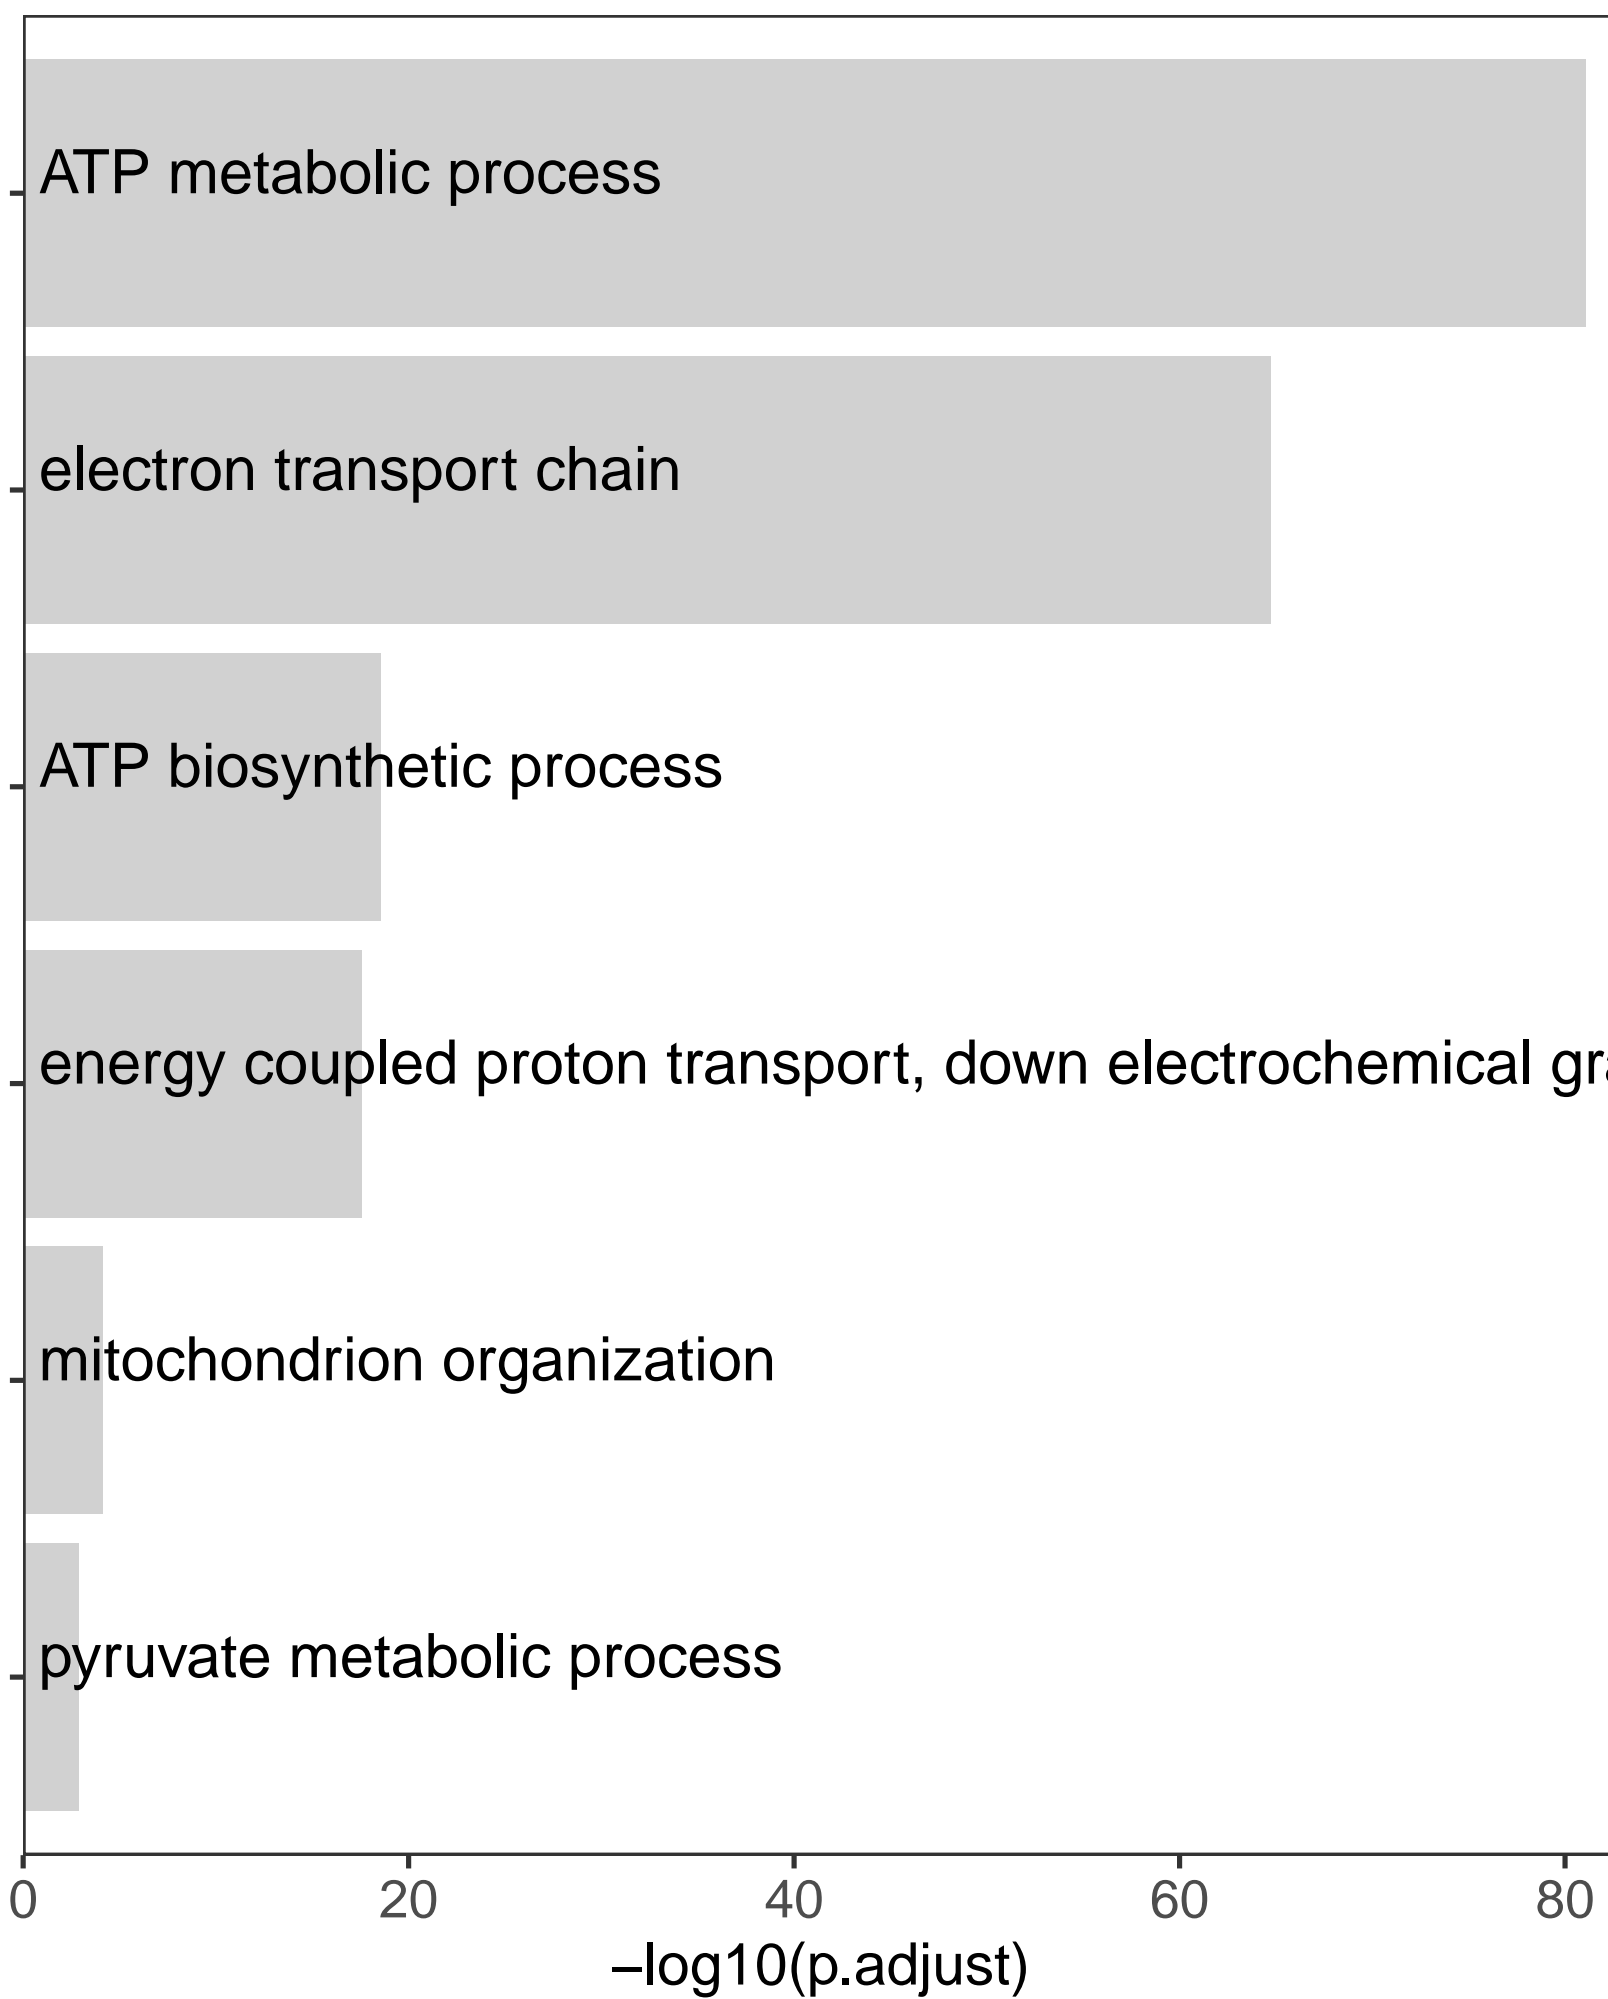 ATP metabolic process
electron transport chain
ATP biosynthetic process
energy coupled proton transport, down electrochemical gra
mitochondrion organization
pyruvate metabolic process
0 20 40 60 80
–log10(p.adjust)